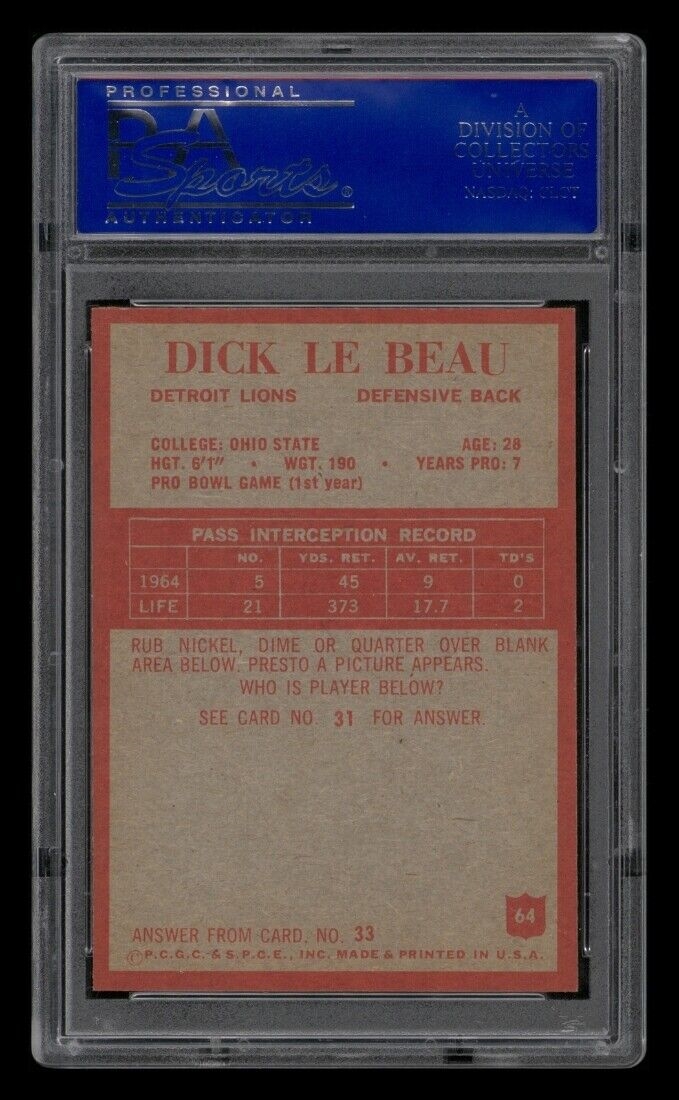 PROFESSIONAL
PSA
Sports®
AUTHENTICATOR
A
DIVISION OF
COLLECTORS
UNIVERSE
NASDAQ: CLCT
DICK LE BEAU
DETROIT LIONS DEFENSIVE BACK
COLLEGE: OHIO STATE AGE: 28
HGT. 6'1" • WGT. 190 • YEARS PRO: 7
PRO BOWL GAME (1st year)
PASS INTERCEPTION RECORD
NO. YDS. RET. AV. RET. TD'S
1964 5 45 9 0
LIFE 21 373 17.7 2
RUB NICKEL, DIME OR QUARTER OVER BLANK
AREA BELOW. PRESTO A PICTURE APPEARS.
WHO IS PLAYER BELOW?
SEE CARD NO. 31 FOR ANSWER.
64
ANSWER FROM CARD, NO. 33
©P.C.G.C. & S.P.C.E., INC. MADE & PRINTED IN U.S.A.